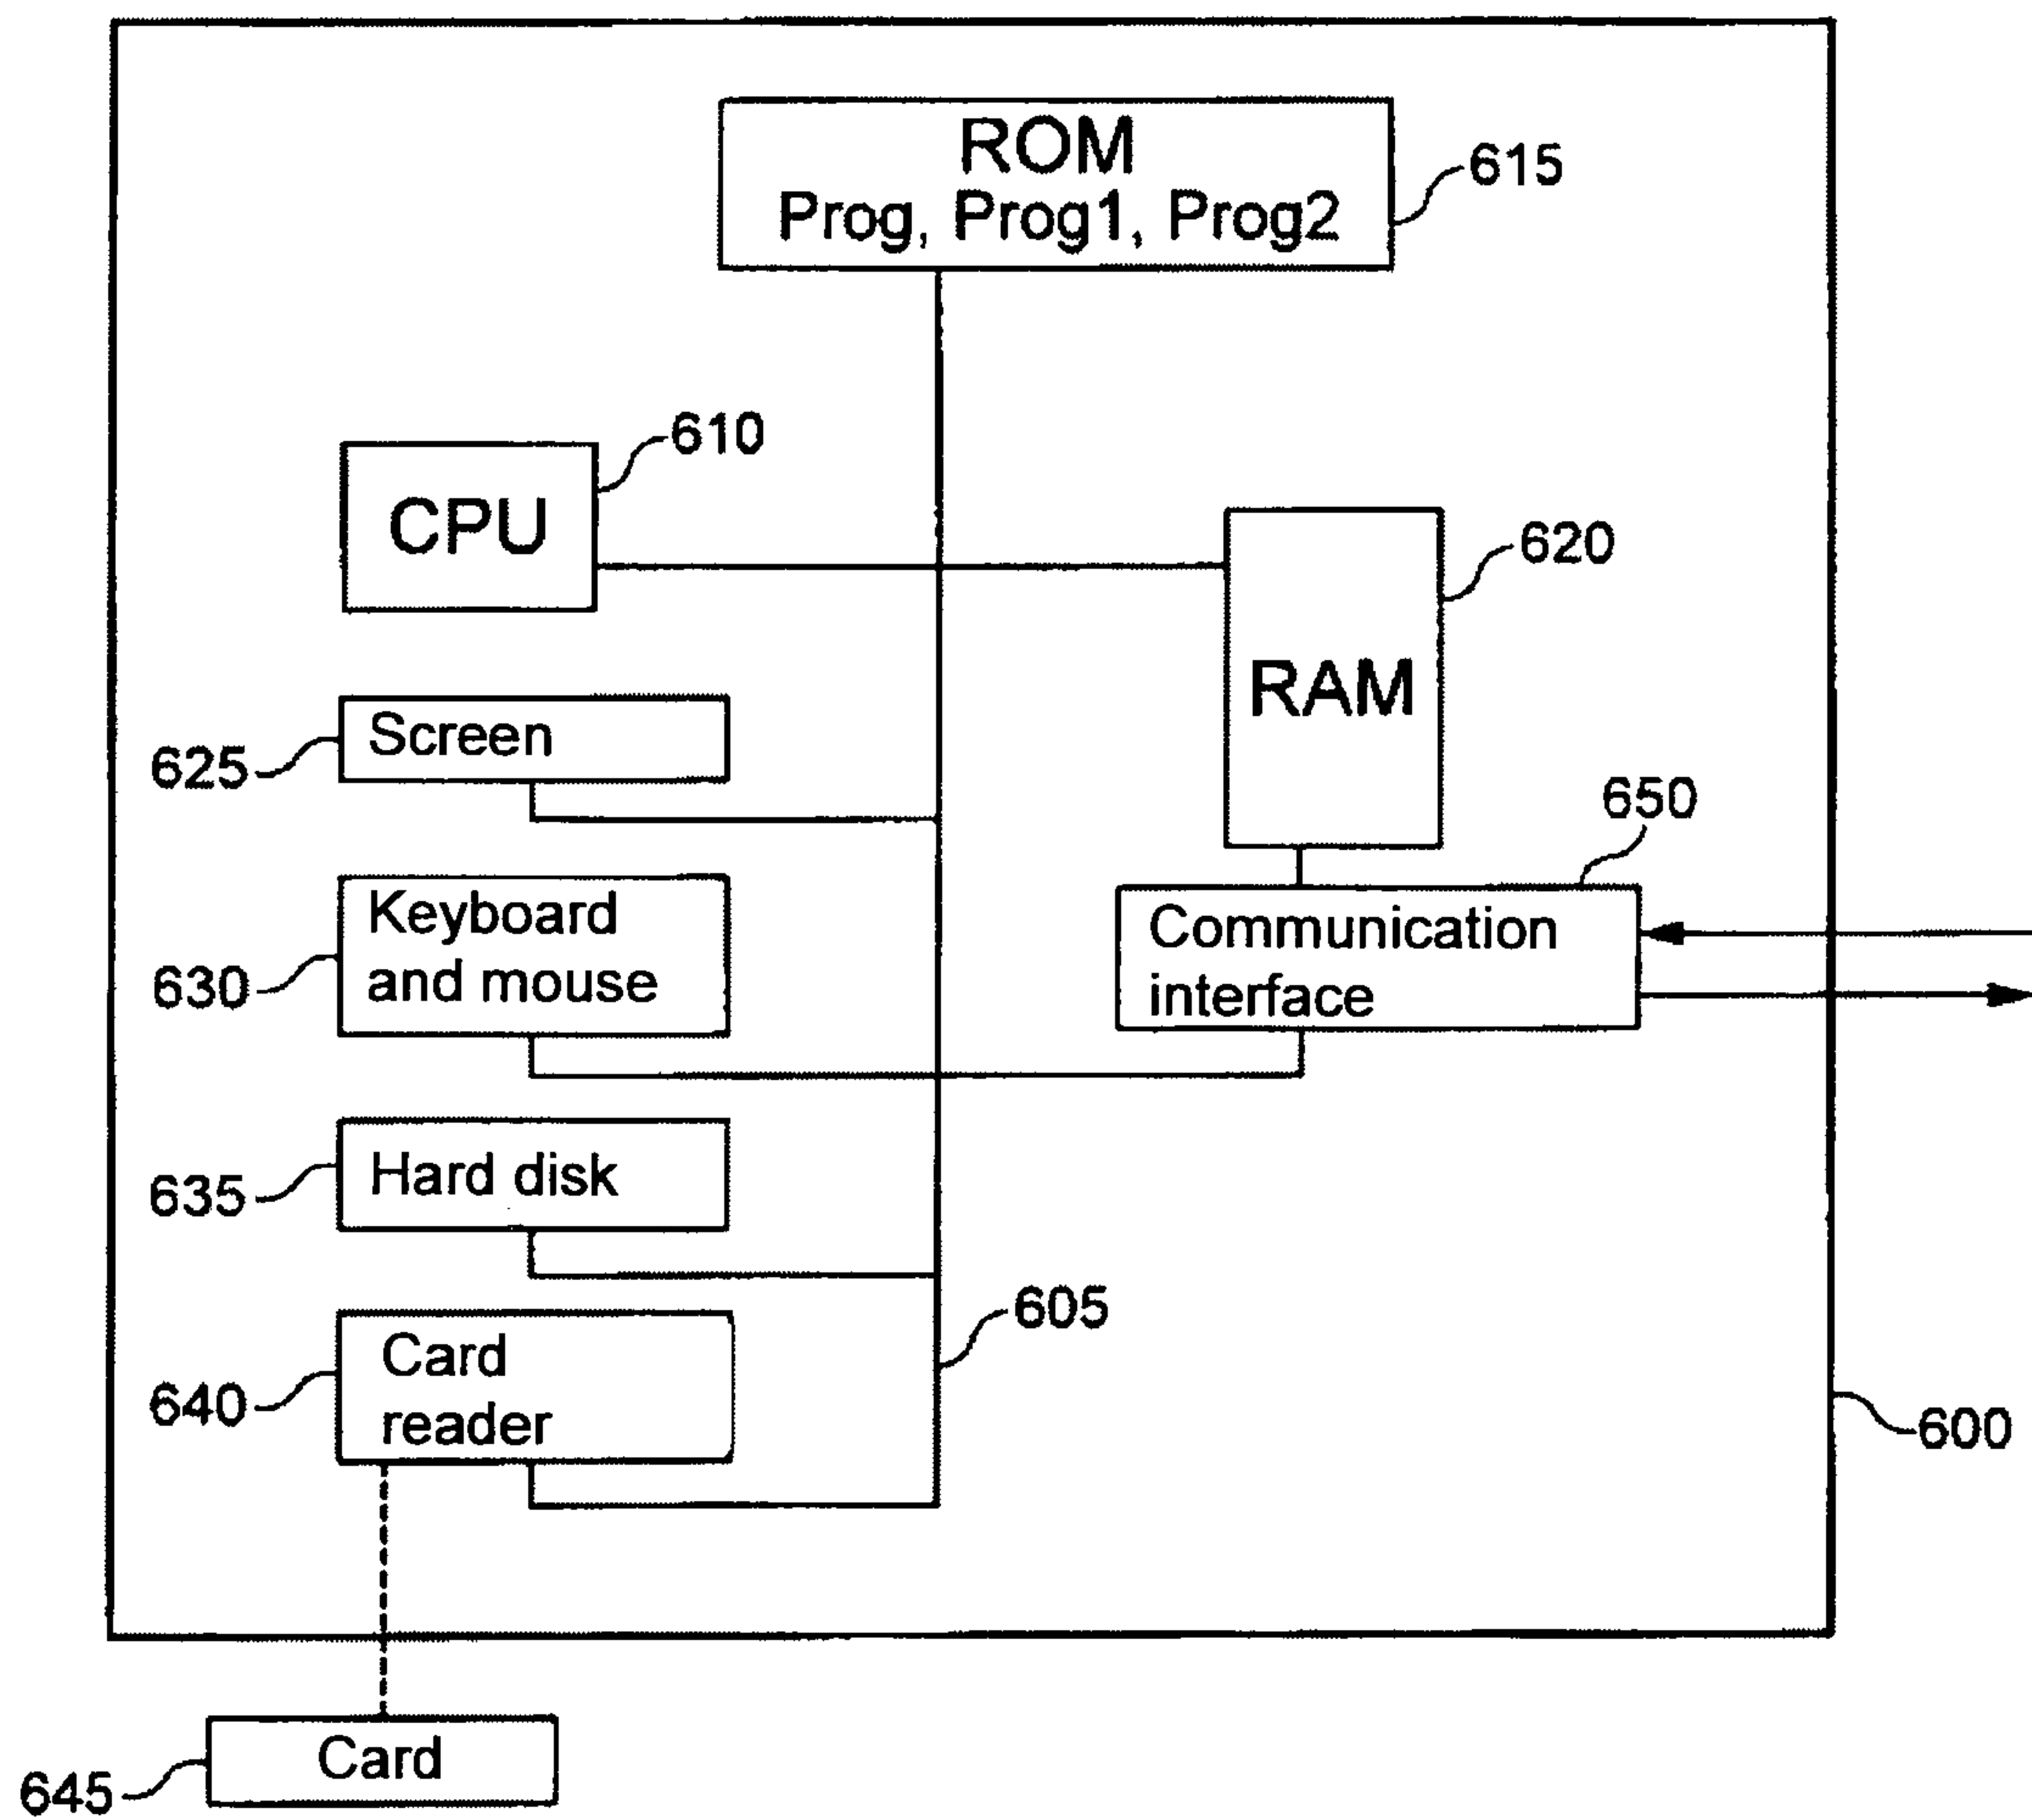 ROM
Prog, Prog1, Prog2
615
610
CPU
620
RAM
Screen
625
650
Keyboard
and mouse
630
Communication
interface
Hard disk
635
605
Card
reader
640
600
Card
645